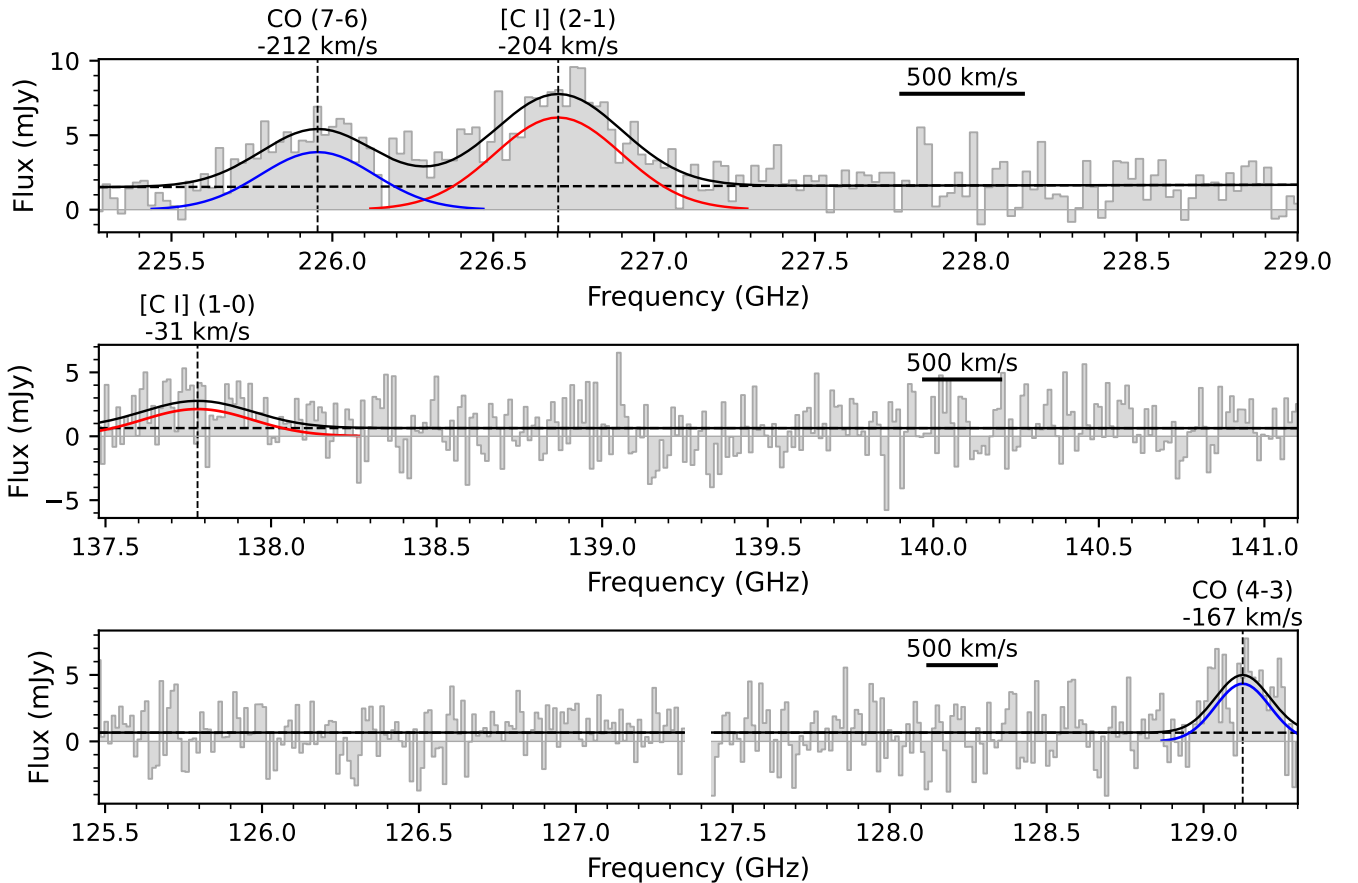 CO (7-6)
-212 km/s
[C I] (2-1)
-204 km/s
500 km/s
10
5
0
Flux (mJy)
225.5 226.0 226.5 227.0 227.5 228.0 228.5 229.0
Frequency (GHz)
[C I] (1-0)
-31 km/s
500 km/s
5
0
−5
Flux (mJy)
137.5 138.0 138.5 139.0 139.5 140.0 140.5 141.0
Frequency (GHz)
CO (4-3)
-167 km/s
500 km/s
5
0
Flux (mJy)
125.5 126.0 126.5 127.0 127.5 128.0 128.5 129.0
Frequency (GHz)